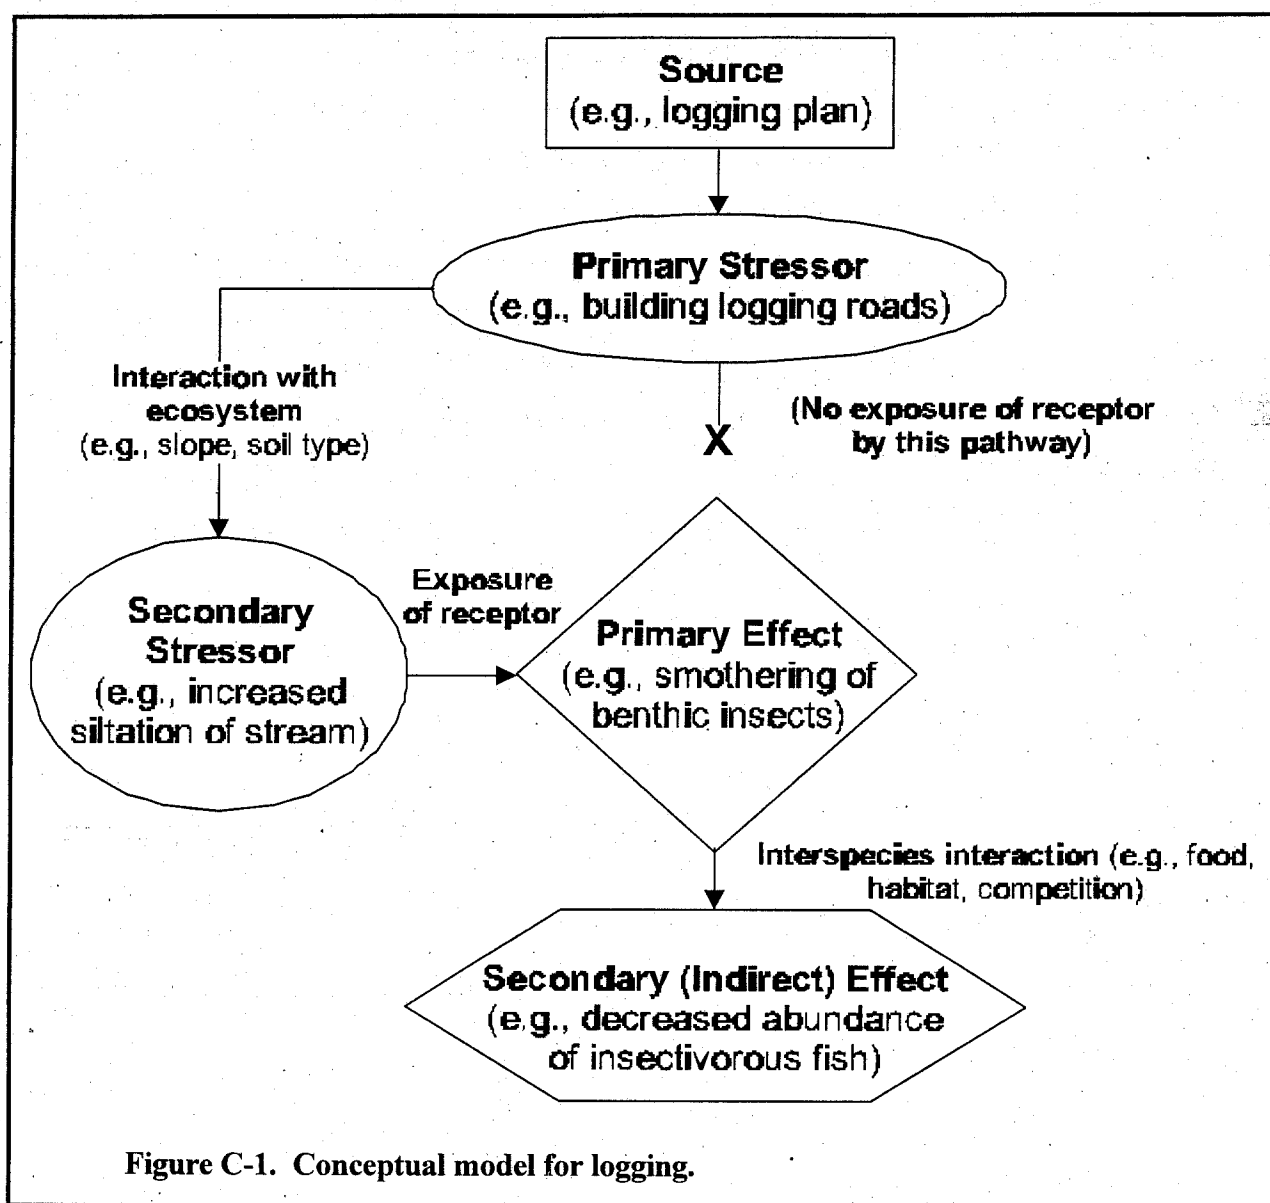 Source
(e.g., logging plan)
Primary Stressor
(e.g., building logging roads)
Interaction with
ecosystem
(e.g., slope, soil type)
(No exposure of receptor
by this pathway)
X
Secondary
Stressor
(e.g., increased
siltation of stream)
Exposure
of receptor
Primary Effect
(e.g., smothering of
benthic insects)
Interspecies interaction (e.g., food,
habitat, competition)
Secondary (Indirect) Effect
(e.g., decreased abundance
of insectivorous fish)
Figure C-1. Conceptual model for logging.